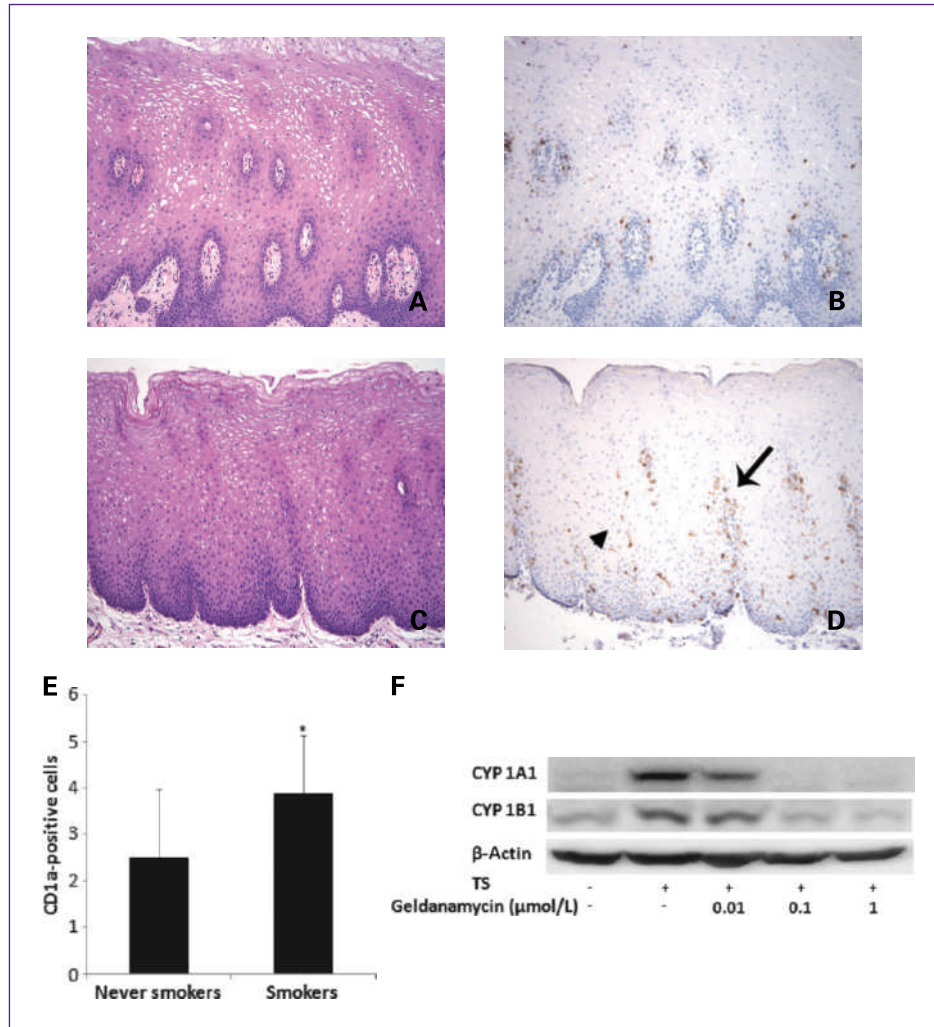 A
B
C
D
E
F
6
5
4
3
2
1
0
CD1a-positive cells
*
Never smokers
Smokers
CYP 1A1
CYP 1B1
β-Actin
TS - + + + +
Geldanamycin (μmol/L) - - 0.01 0.1 1